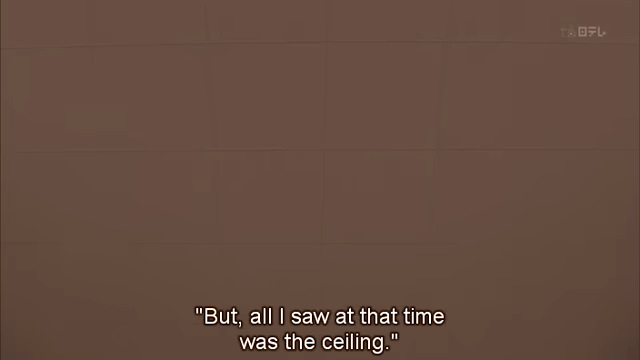 日テレ
"But, all I saw at that time
was the ceiling."